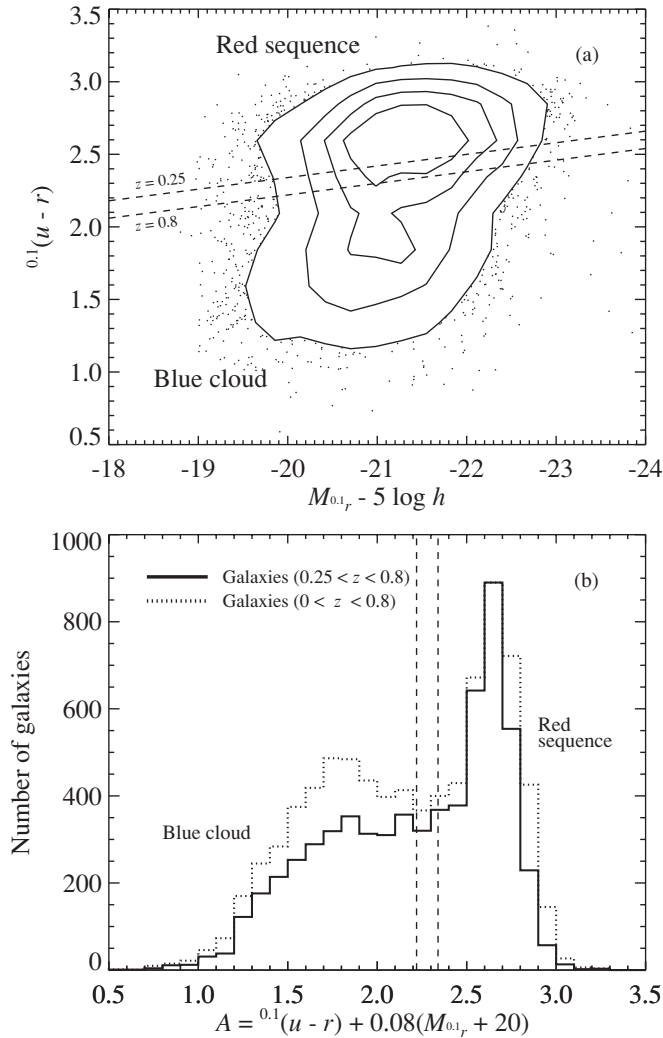 3.5
Red sequence
(a)
3.0
2.5
z = 0.25
z = 0.8
2.0
1.5
1.0
Blue cloud
0.5
0.1(u - r)
-18 -19 -20 -21 -22 -23 -24
M0.1r - 5 log h
1000
Galaxies (0.25 < z < 0.8)
(b)
Galaxies (0 < z < 0.8)
800
600
Red
sequence
400
Blue cloud
200
0
Number of galaxies
0.5 1.0 1.5 2.0 2.5 3.0 3.5
A = 0.1(u - r) + 0.08(M0.1r + 20)